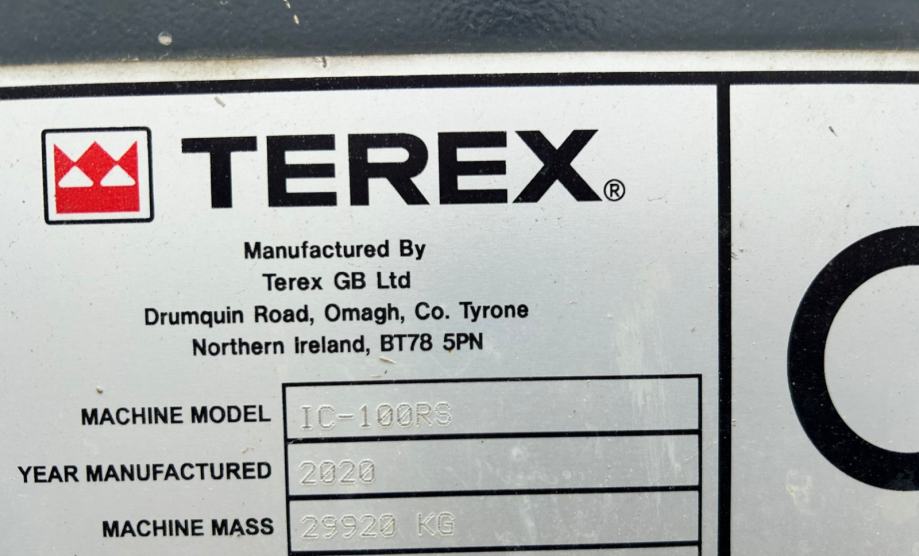 TEREX®
Manufactured By
Terex GB Ltd
Drumquin Road, Omagh, Co. Tyrone
Northern Ireland, BT78 5PN
MACHINE MODEL IC-100RS
YEAR MANUFACTURED 2020
MACHINE MASS 29920 KG